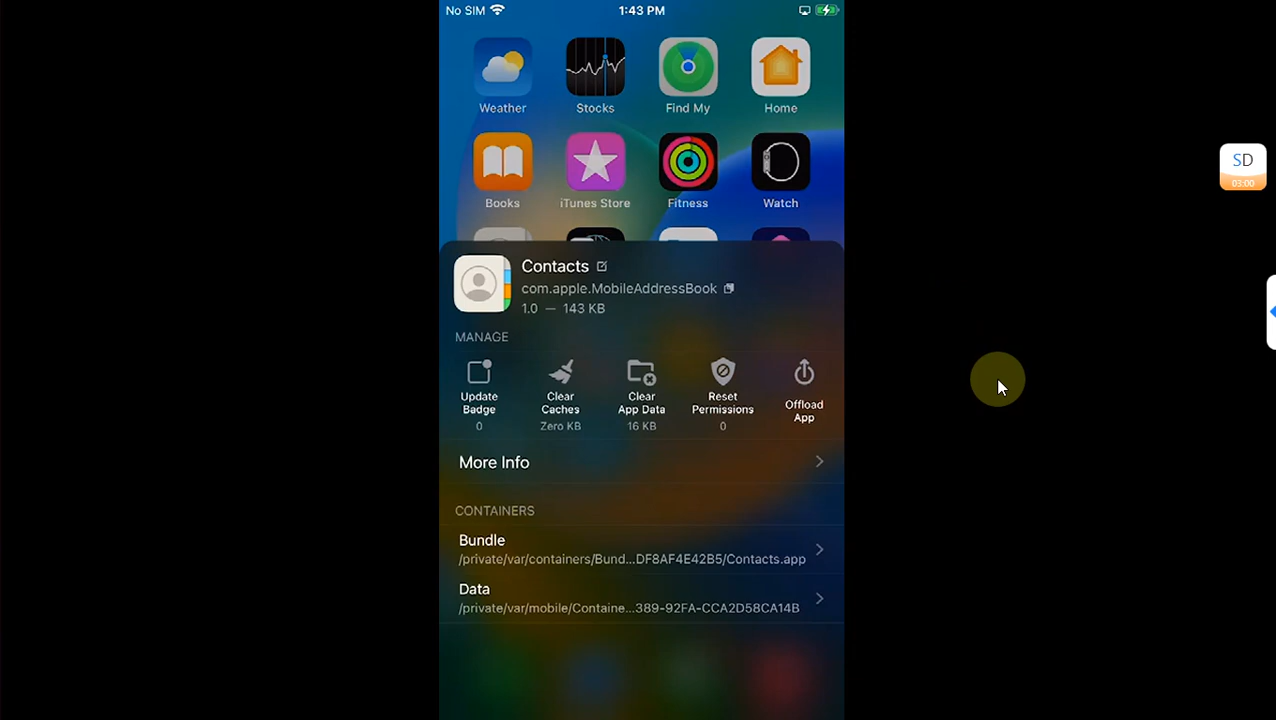 No SIM
1:43 PM
Weather
Stocks
Find My
Home
Books
iTunes Store
Fitness
Watch
Contacts
com.apple.MobileAddressBook
1.0 — 143 KB
MANAGE
Update
Badge
0
Clear
Caches
Zero KB
Clear
App Data
16 KB
Reset
Permissions
0
Offload
App
More Info
CONTAINERS
Bundle
/private/var/containers/Bund...DF8AF4E42B5/Contacts.app
Data
/private/var/mobile/Containe...389-92FA-CCA2D58CA14B
SD
03:00